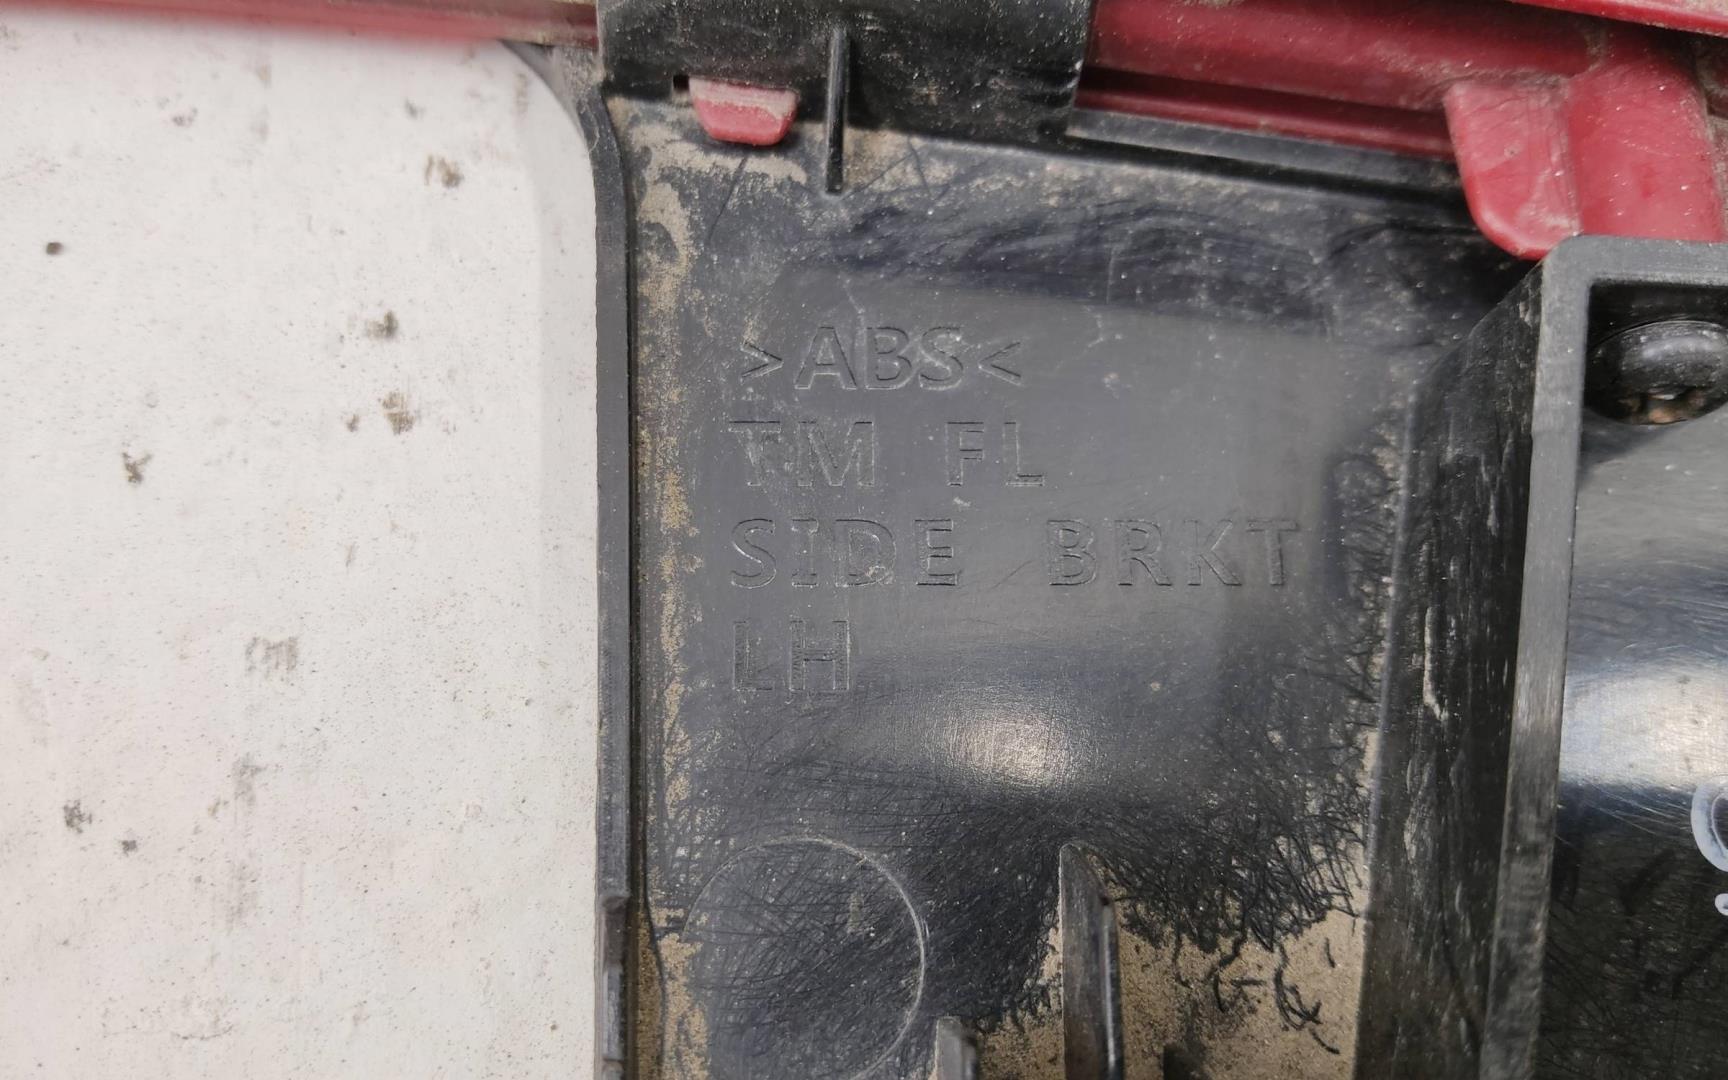 >ABS<
TM FL
SIDE BRKT
LH